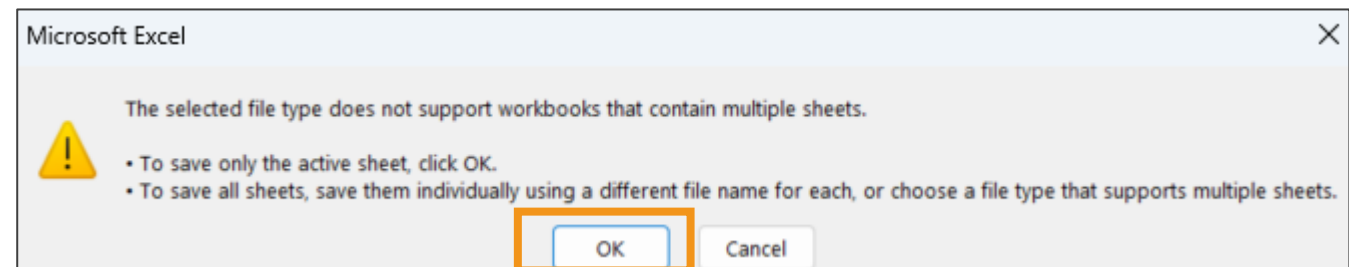 Microsoft Excel
The selected file type does not support workbooks that contain multiple sheets.
• To save only the active sheet, click OK.
• To save all sheets, save them individually using a different file name for each, or choose a file type that supports multiple sheets.
OK Cancel